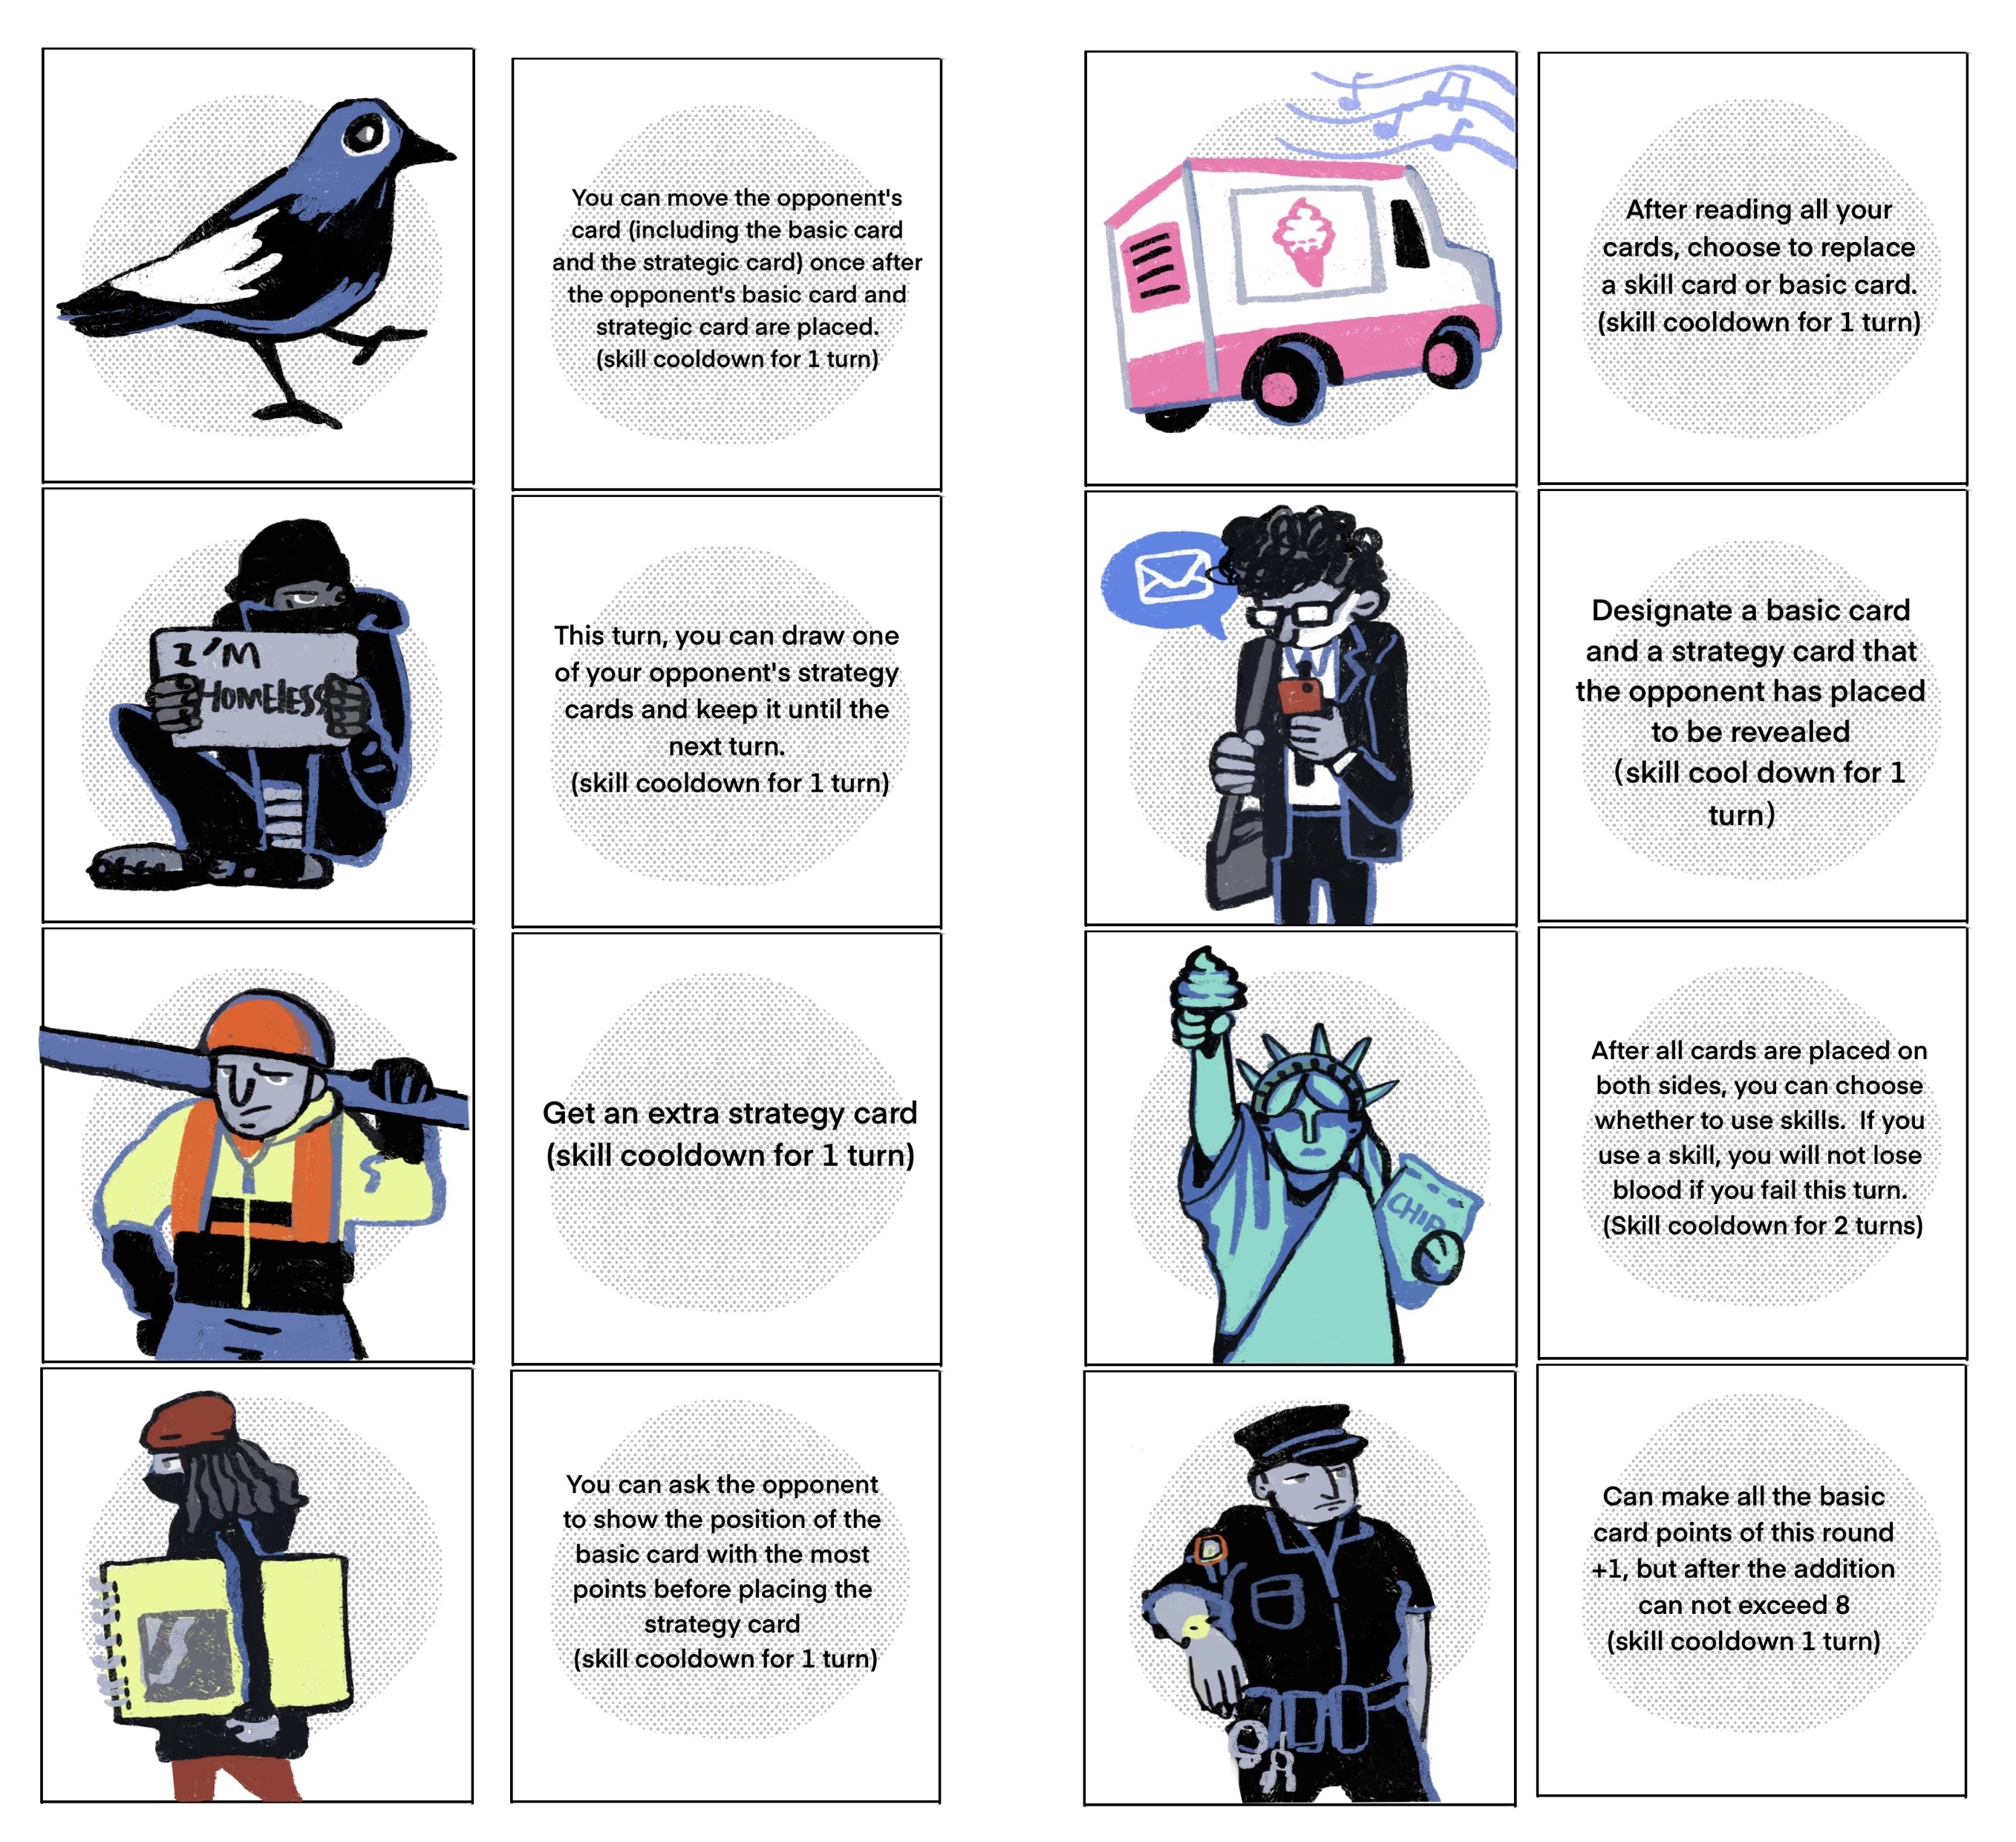 You can move the opponent's
card (including the basic card
and the strategic card) once after
the opponent's basic card and
strategic card are placed.
(skill cooldown for 1 turn)
After reading all your
cards, choose to replace
a skill card or basic card.
(skill cooldown for 1 turn)
I'M
HOMELESS
This turn, you can draw one
of your opponent's strategy
cards and keep it until the
next turn.
(skill cooldown for 1 turn)
Designate a basic card
and a strategy card that
the opponent has placed
to be revealed
(skill cool down for 1
turn)
Get an extra strategy card
(skill cooldown for 1 turn)
CHIP
After all cards are placed on
both sides, you can choose
whether to use skills.  If you
use a skill, you will not lose
blood if you fail this turn.
(Skill cooldown for 2 turns)
You can ask the opponent
to show the position of the
basic card with the most
points before placing the
strategy card
(skill cooldown for 1 turn)
Can make all the basic
card points of this round
+1, but after the addition
can not exceed 8
(skill cooldown 1 turn)